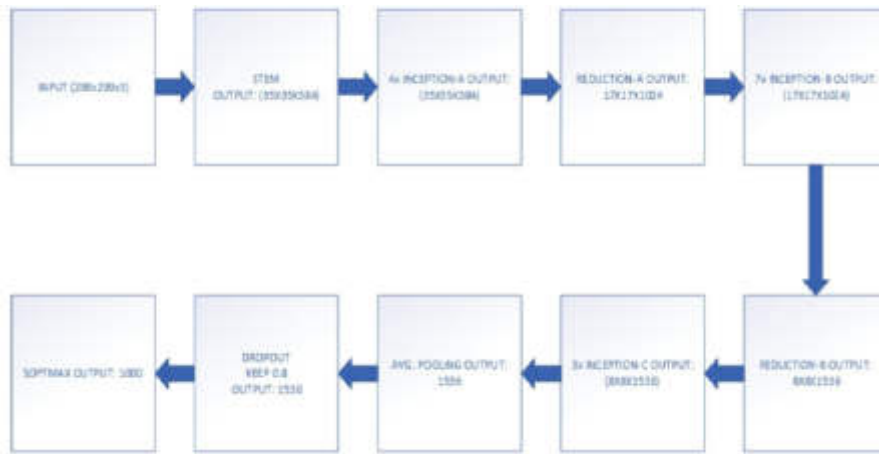 INPUT
STEM
OUTPUT: (35X35X384)
4x INCEPTION-A OUTPUT:
(35X35X384)
REDUCTION-A OUTPUT:
17X17X1024
7x INCEPTION-B OUTPUT:
(17X17X1024)
SOFTMAX OUTPUT: 1000
DROPOUT
KEEP 0.8
OUTPUT: 1536
AVG. POOLING OUTPUT:
1536
3x INCEPTION-C OUTPUT:
(8X8X1536)
REDUCTION-B OUTPUT:
8X8X1536